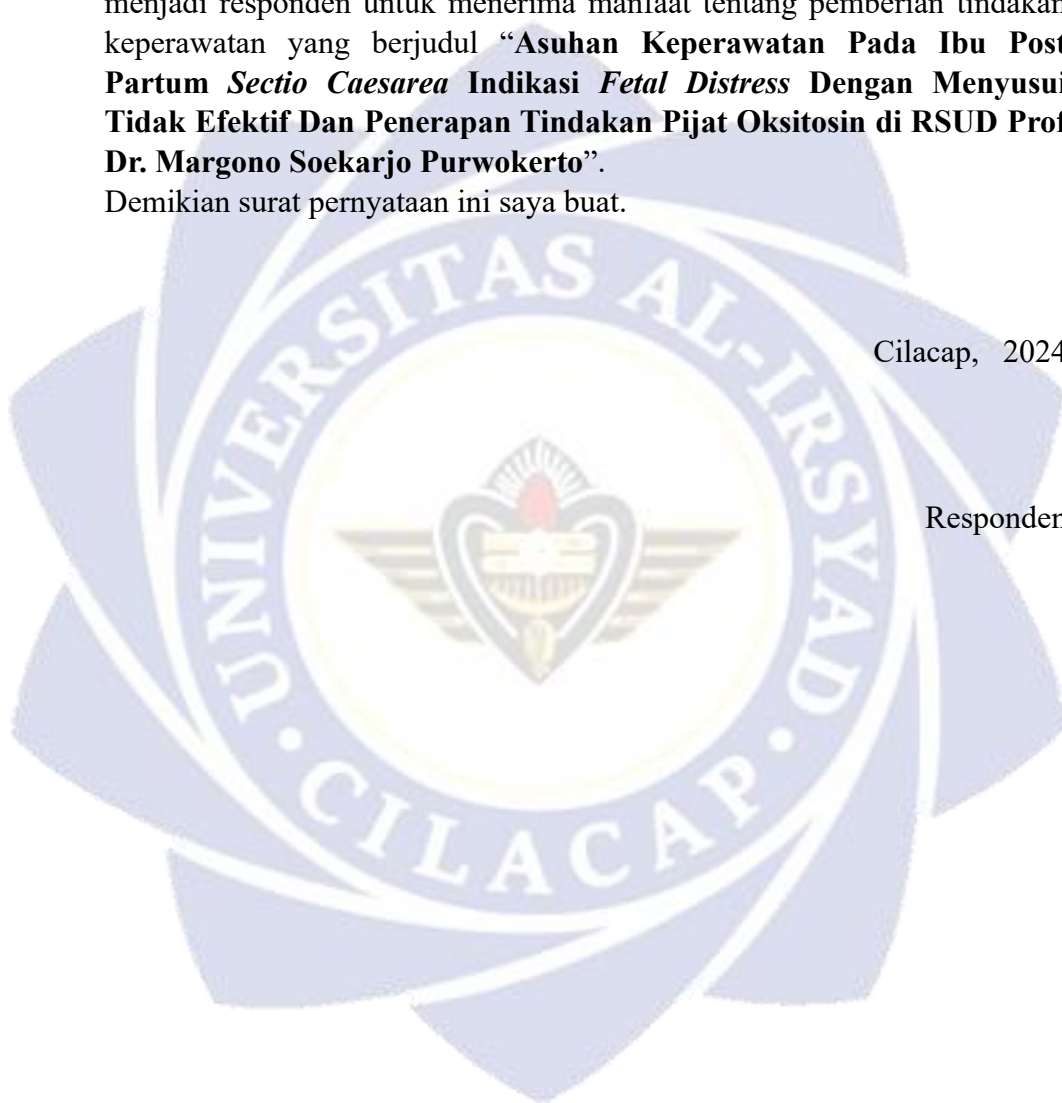 menjadi responden untuk menerima manfaat tentang pemberian tindakan
keperawatan yang berjudul “Asuhan Keperawatan Pada Ibu Post
Partum Sectio Caesarea Indikasi Fetal Distress Dengan Menyusui
Tidak Efektif Dan Penerapan Tindakan Pijat Oksitosin di RSUD Prof
Dr. Margono Soekarjo Purwokerto”.
Demikian surat pernyataan ini saya buat.
Cilacap, 2024
Responden
UNIVERSITAS AL-IRSYAD
CILACAP